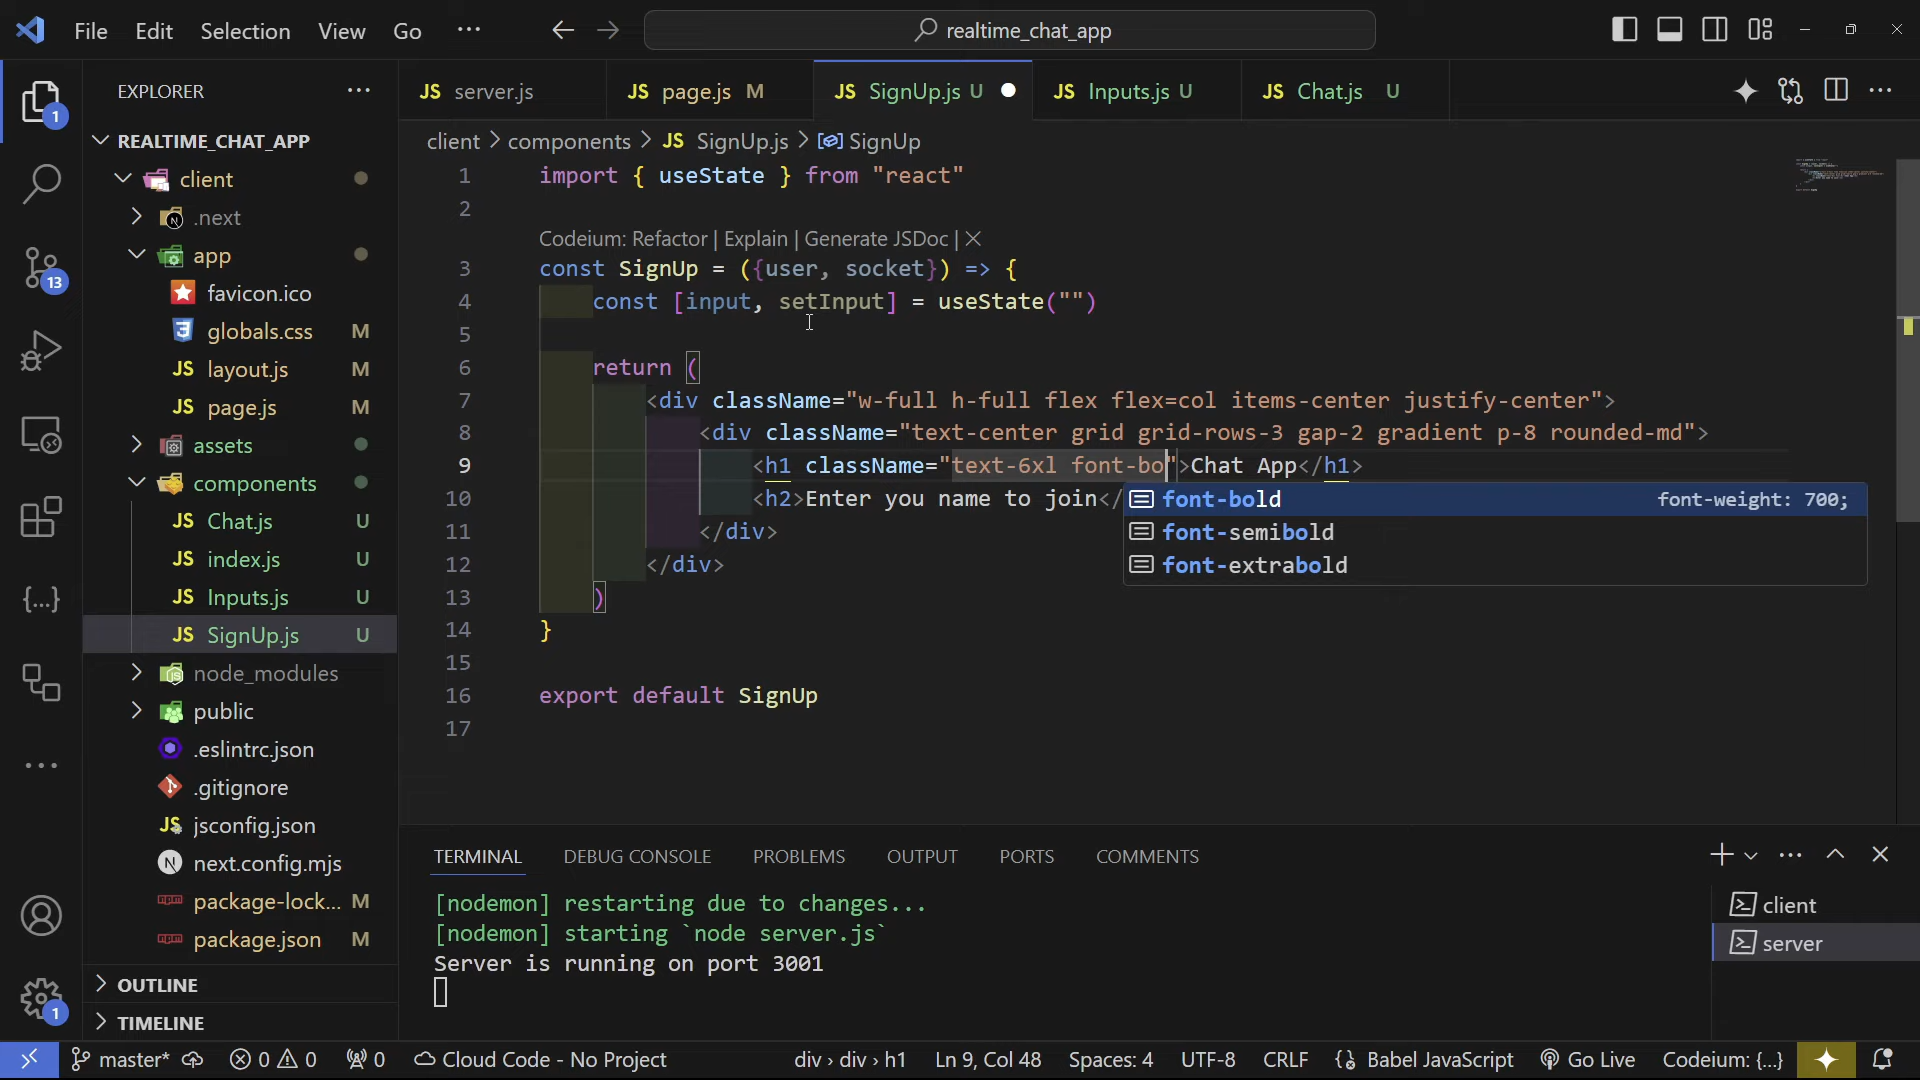 File Edit Selection View Go ··· realtime_chat_app
EXPLORER ···
REALTIME_CHAT_APP
client
.next
app
favicon.ico
globals.css M
layout.js M
page.js M
assets
components
Chat.js U
index.js U
Inputs.js U
SignUp.js U
node_modules
public
.eslintrc.json
.gitignore
jsconfig.json
next.config.mjs
package-lock... M
package.json M
OUTLINE
TIMELINE
1
13
1
JS server.js JS page.js M JS SignUp.js U JS Inputs.js U JS Chat.js U
client > components > JS SignUp.js > SignUp
1 import { useState } from "react"
2
Codeium: Refactor | Explain | Generate JSDoc | X
3 const SignUp = ({user, socket}) => {
4 const [input, setInput] = useState("")
5
6 return (
7 <div className="w-full h-full flex flex=col items-center justify-center">
8 <div className="text-center grid grid-rows-3 gap-2 gradient p-8 rounded-md">
9 <h1 className="text-6xl font-bo">Chat App</h1>
10 <h2>Enter you name to join</
font-bold font-weight: 700;
font-semibold
font-extrabold
11 </div>
12 </div>
13 )
14 }
15
16 export default SignUp
17
TERMINAL DEBUG CONSOLE PROBLEMS OUTPUT PORTS COMMENTS
[nodemon] restarting due to changes...
[nodemon] starting `node server.js`
Server is running on port 3001
client
server
master* 0 0 0 Cloud Code - No Project div › div › h1 Ln 9, Col 48 Spaces: 4 UTF-8 CRLF Babel JavaScript Go Live Codeium: {...}